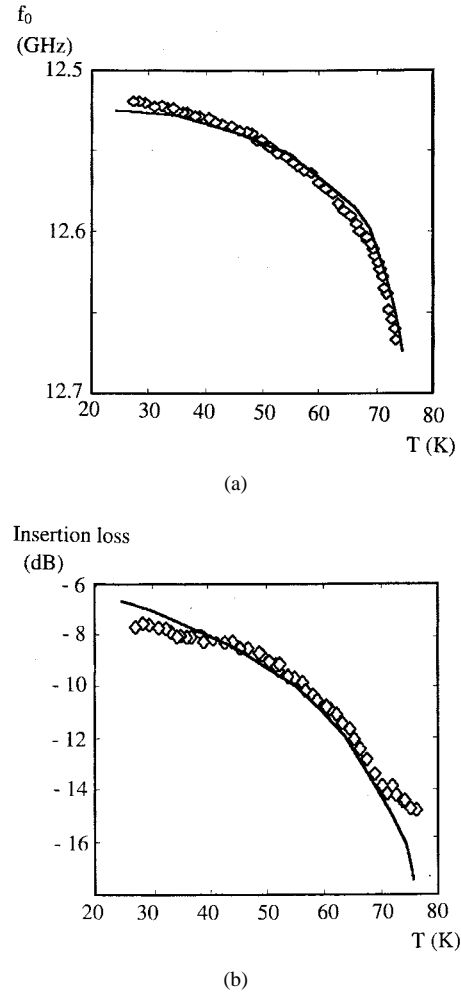 f0
(GHz)
12.5
12.6
12.7
20 30 40 50 60 70 80
T (K)
(a)
Insertion loss
(dB)
- 6
- 8
- 10
- 12
- 14
- 16
20 30 40 50 60 70 80
T (K)
(b)